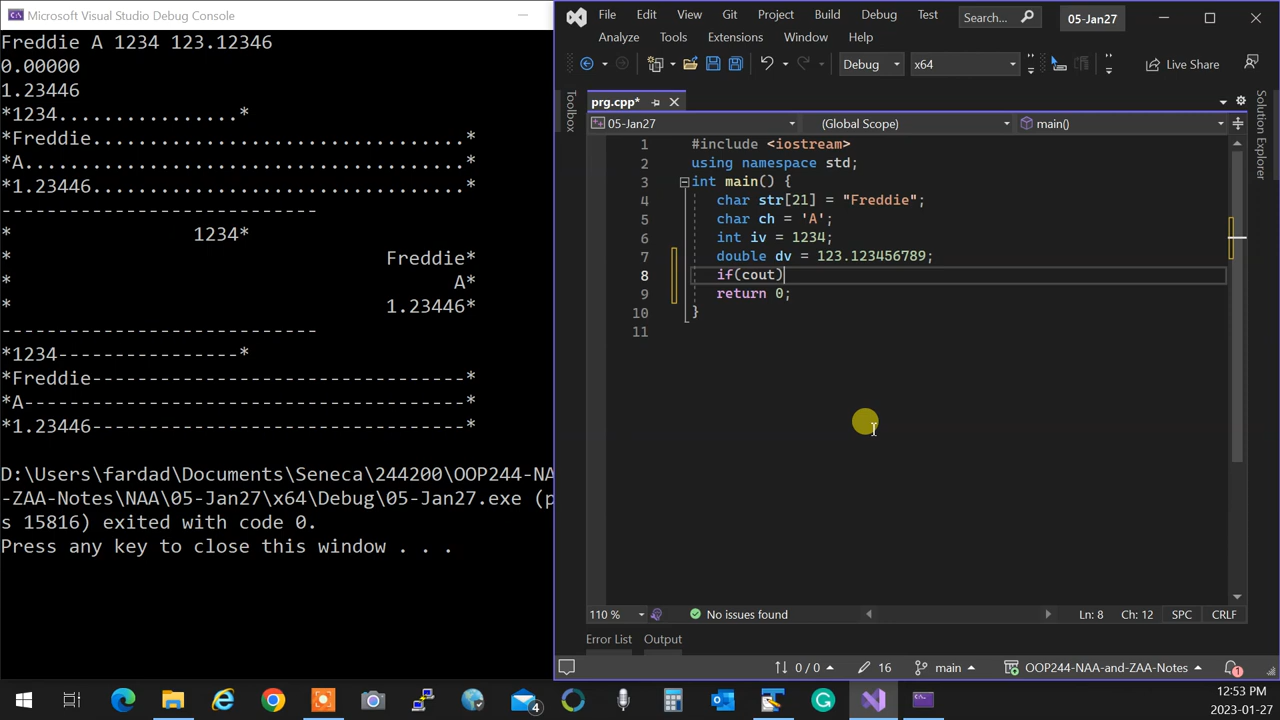 Microsoft Visual Studio Debug Console
Freddie A 1234 123.12346
0.00000
1.23446
*1234................*
*Freddie.................................*
*A.......................................*
*1.23446.................................*
----------------------------
*                1234*
*                                 Freddie*
*                                       A*
*                                 1.23446*
----------------------------
*1234----------------*
*Freddie---------------------------------*
*A---------------------------------------*
*1.23446---------------------------------*
D:\Users\fardad\Documents\Seneca\244200\OOP244-NAA
-ZAA-Notes\NAA\05-Jan27\x64\Debug\05-Jan27.exe (p
s 15816) exited with code 0.
Press any key to close this window . . .
File Edit View Git Project Build Debug Test Search... 05-Jan27
Analyze Tools Extensions Window Help
Debug x64 Live Share
Toolbox
prg.cpp*
05-Jan27 (Global Scope) main()
Solution Explorer
1 #include <iostream>
2 using namespace std;
3 int main() {
4 char str[21] = "Freddie";
5 char ch = 'A';
6 int iv = 1234;
7 double dv = 123.123456789;
8 if(cout)
9 return 0;
10 }
11
110 % No issues found Ln: 8 Ch: 12 SPC CRLF
Error List Output
0 / 0 16 main OOP244-NAA-and-ZAA-Notes 1
4
12:53 PM
2023-01-27